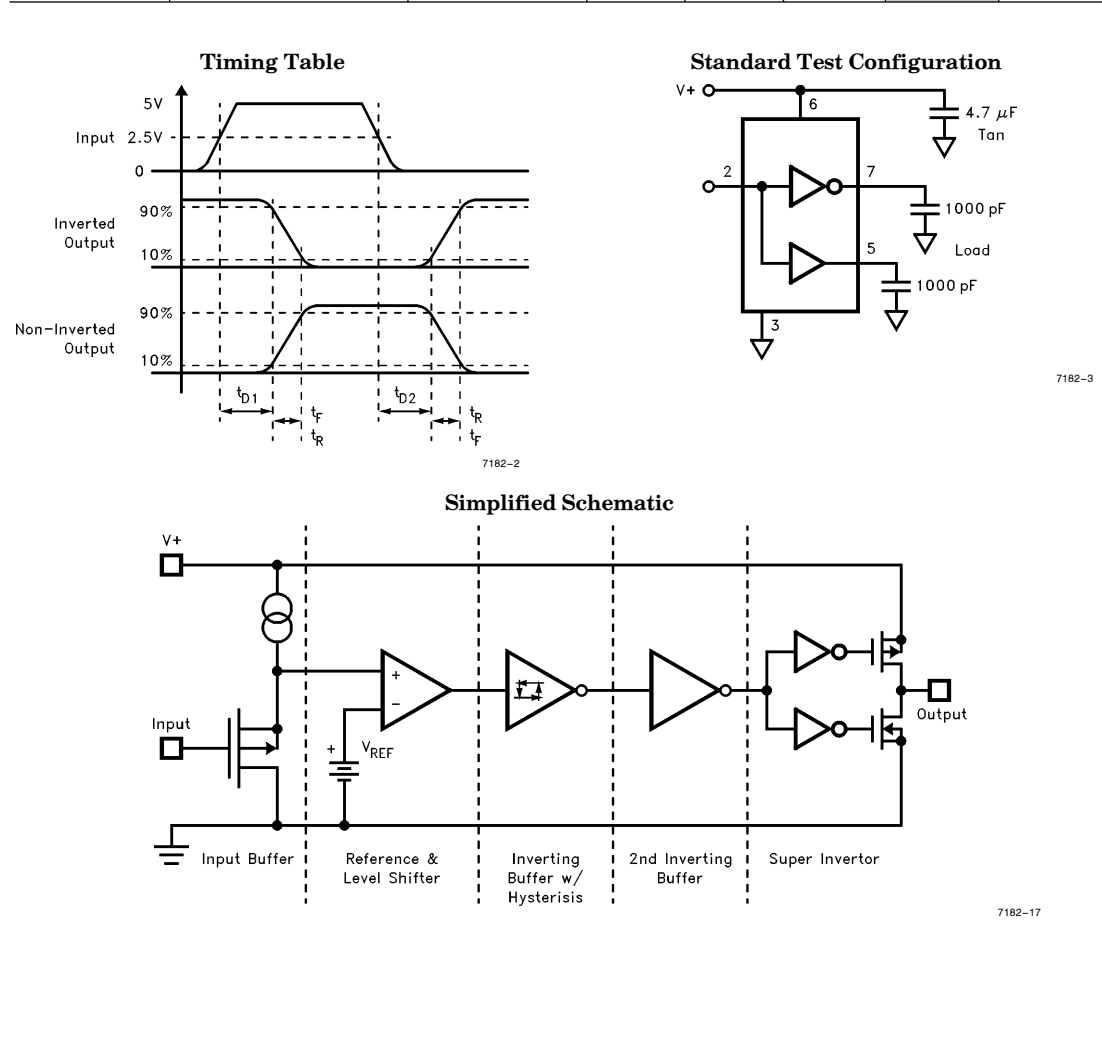 Timing Table
5V
Input 2.5V
0
90%
Inverted
Output
10%
90%
Non-Inverted
Output
10%
tD1
tF
tR
tD2
tR
tF
7182-2
Standard Test Configuration
V+
6
4.7 μF
Tan
2
7
1000 pF
Load
5
1000 pF
3
7182-3
Simplified Schematic
V+
Input
+
-
+
VREF
Output
Input Buffer
Reference &
Level Shifter
Inverting
Buffer w/
Hysterisis
2nd Inverting
Buffer
Super Invertor
7182-17